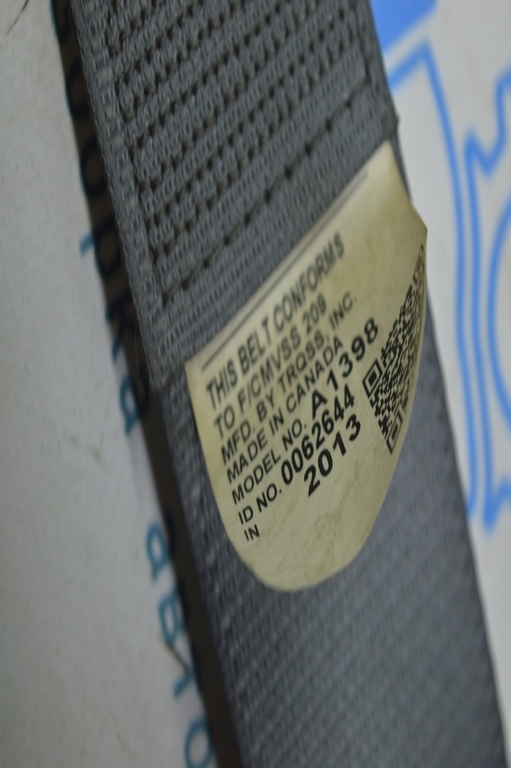 THIS BELT CONFORMS
TO F/CMVSS 209
MFD. BY TRQSS, INC.
MADE IN CANADA
MODEL NO. A1398
ID NO. 0062644
IN 2013